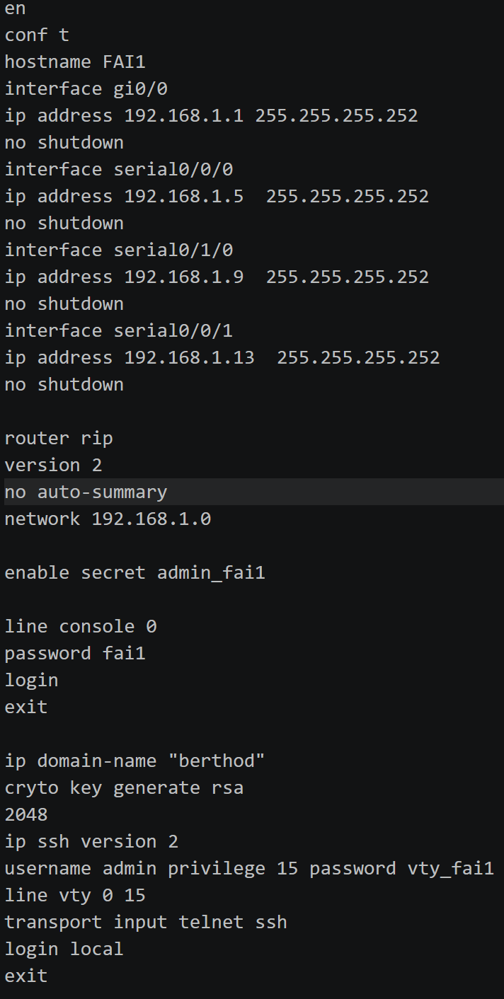 en
conf t
hostname FAI1
interface gi0/0
ip address 192.168.1.1 255.255.255.252
no shutdown
interface serial0/0/0
ip address 192.168.1.5  255.255.255.252
no shutdown
interface serial0/1/0
ip address 192.168.1.9  255.255.255.252
no shutdown
interface serial0/0/1
ip address 192.168.1.13  255.255.255.252
no shutdown

router rip
version 2
no auto-summary
network 192.168.1.0

enable secret admin_fai1

line console 0
password fai1
login
exit

ip domain-name "berthod"
cryto key generate rsa
2048
ip ssh version 2
username admin privilege 15 password vty_fai1
line vty 0 15
transport input telnet ssh
login local
exit